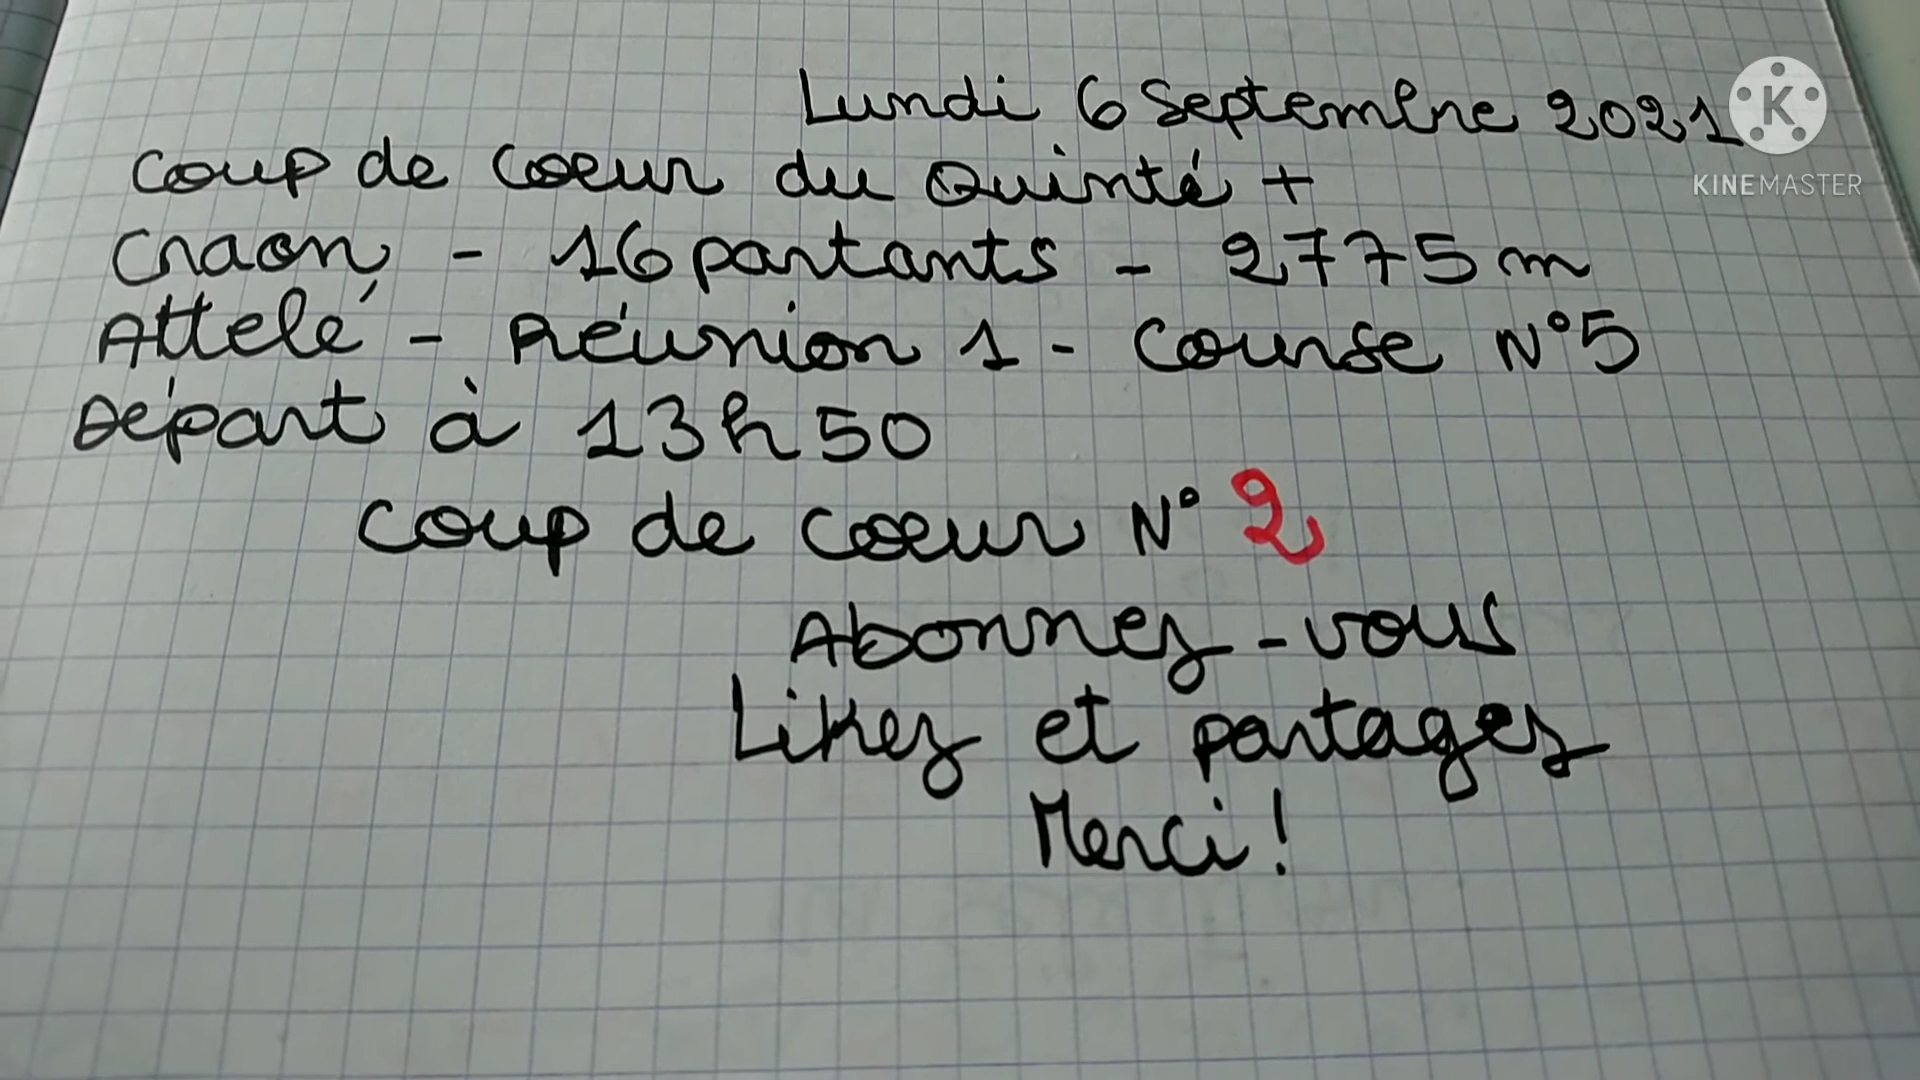 Lundi 6 Septembre 2021
Coup de coeur du Quinté +
Craon - 16 partants - 2775 m
Attelé - Réunion 1 - Course N°5
Départ à 13h50
Coup de coeur N° 2
Abonnez-vous
Likez et partagez
Merci !
K
KINEMASTER